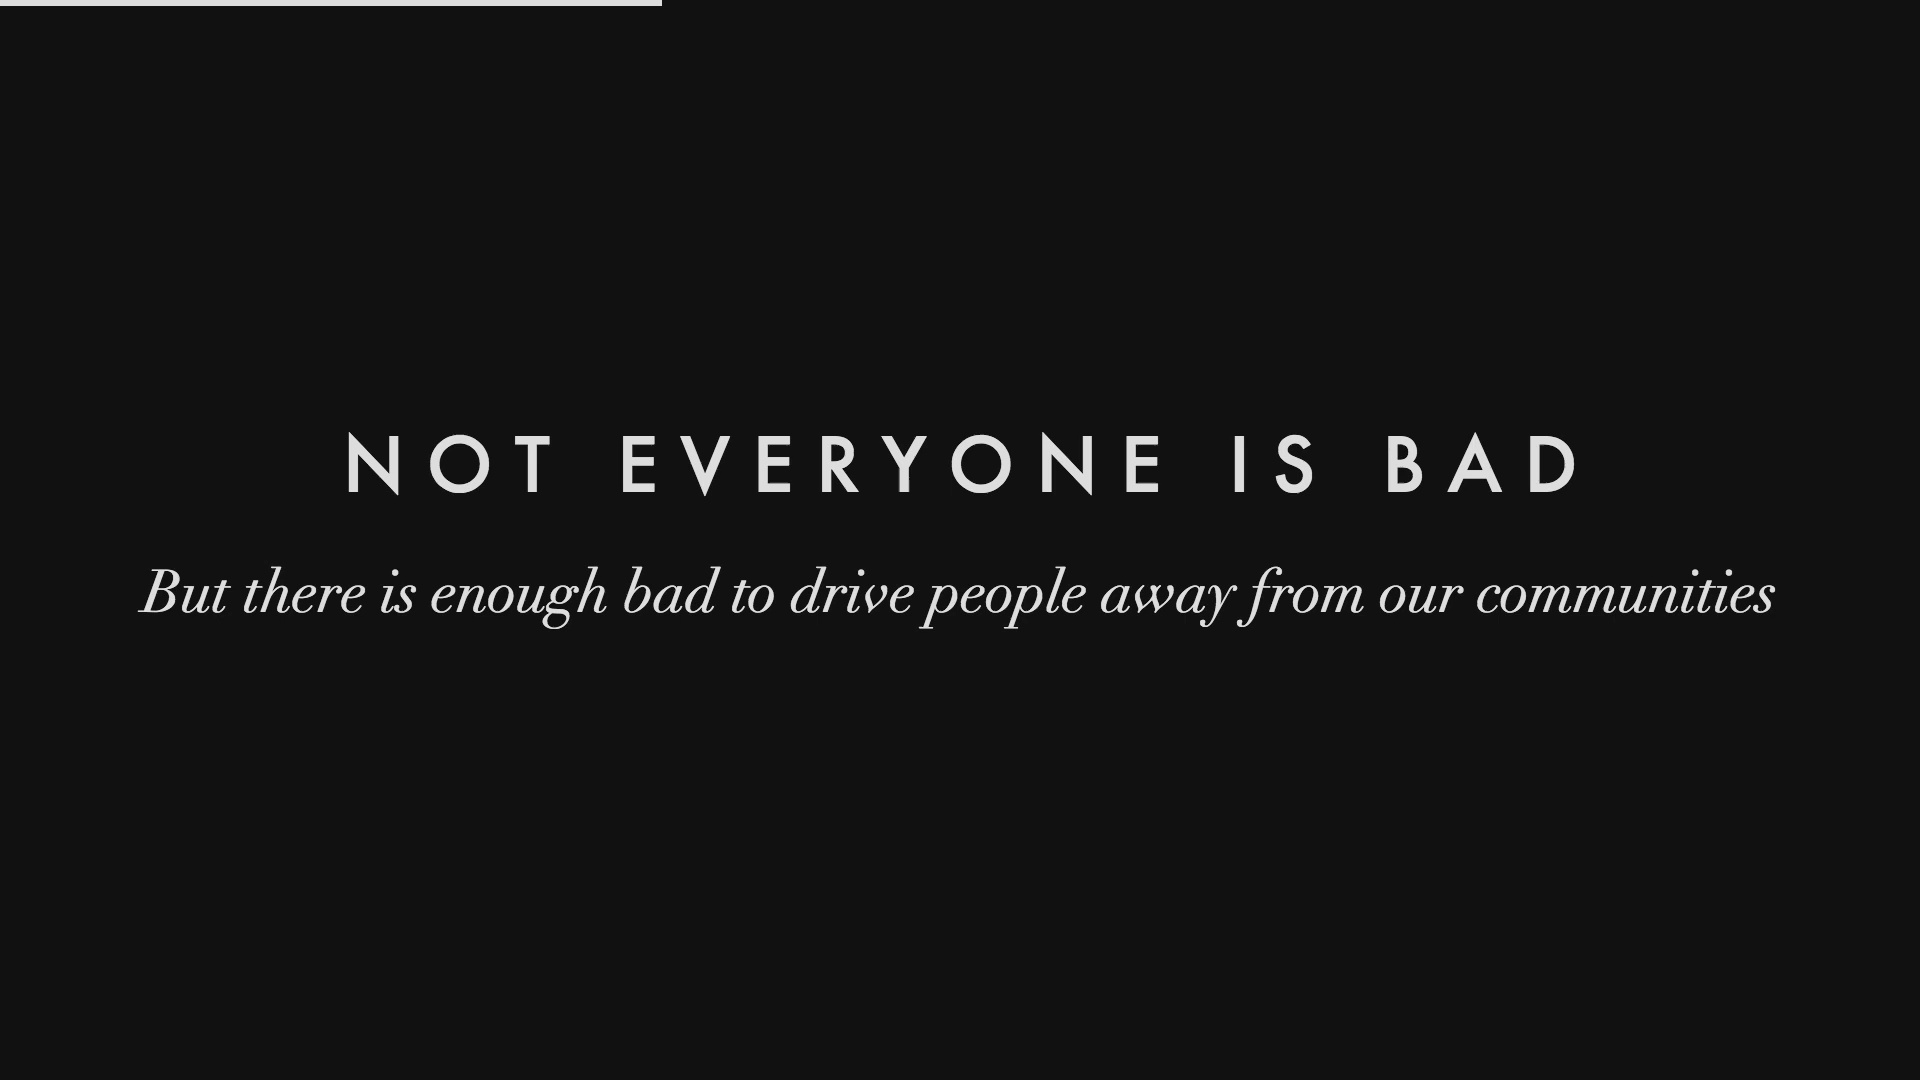 NOT EVERYONE IS BAD
But there is enough bad to drive people away from our communities